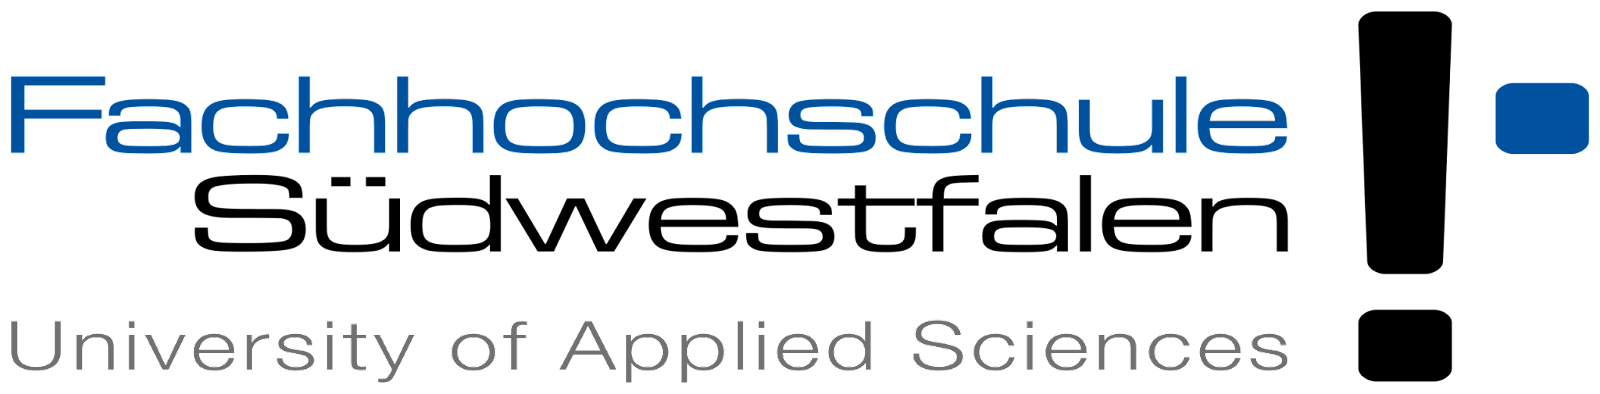 Fachhochschule
Südwestfalen
University of Applied Sciences